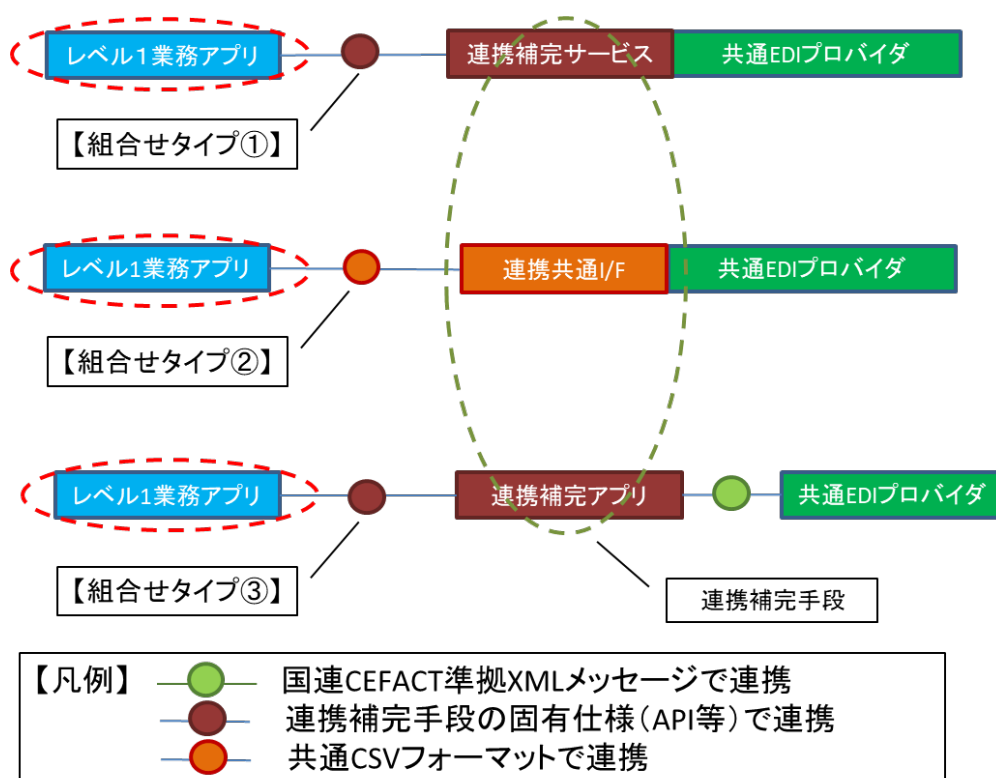 レベル1業務アプリ 連携補完サービス 共通EDIプロバイダ
【組合せタイプ①】
レベル1業務アプリ 連携共通I/F 共通EDIプロバイダ
【組合せタイプ②】
レベル1業務アプリ 連携補完アプリ 共通EDIプロバイダ
【組合せタイプ③】 連携補完手段
【凡例】 国連CEFACT準拠XMLメッセージで連携
連携補完手段の固有仕様（API等）で連携
共通CSVフォーマットで連携